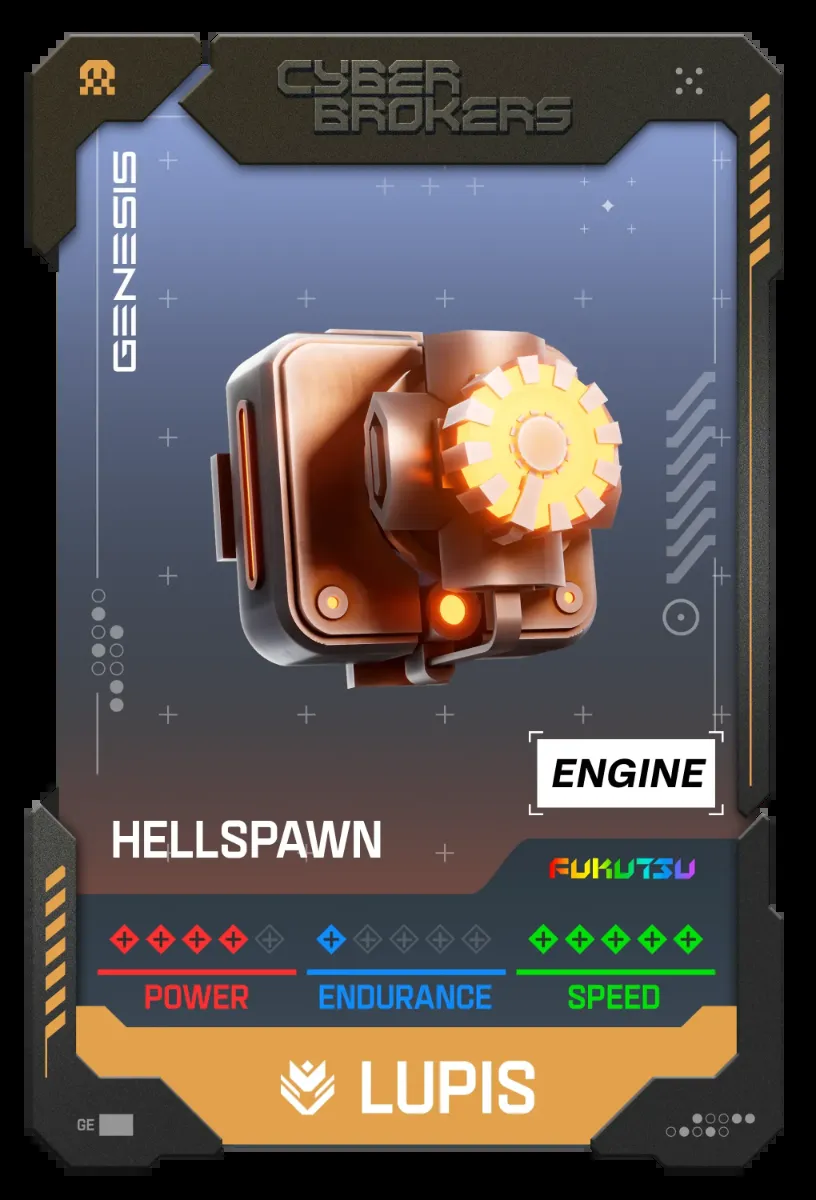 CYBER
BROKERS
GENESIS
ENGINE
HELLSPAWN
FUKUTSU
POWER
ENDURANCE
SPEED
LUPIS
GE